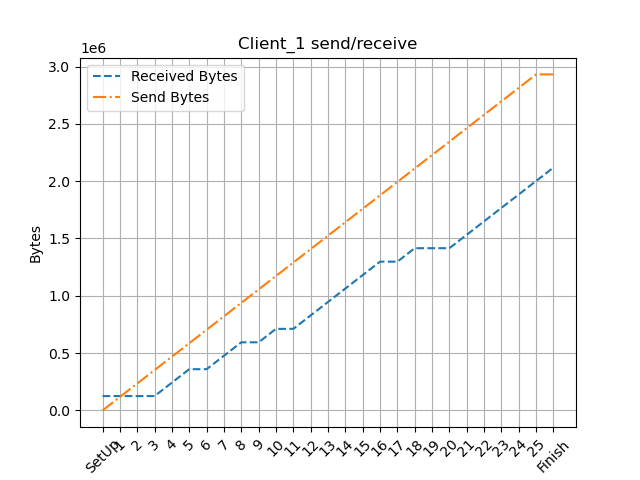 Client_1 send/receive
1e6
Received Bytes
Send Bytes
3.0
2.5
2.0
1.5
1.0
0.5
0.0
Bytes
SetUp 1 2 3 4 5 6 7 8 9 10 11 12 13 14 15 16 17 18 19 20 21 22 23 24 25 Finish